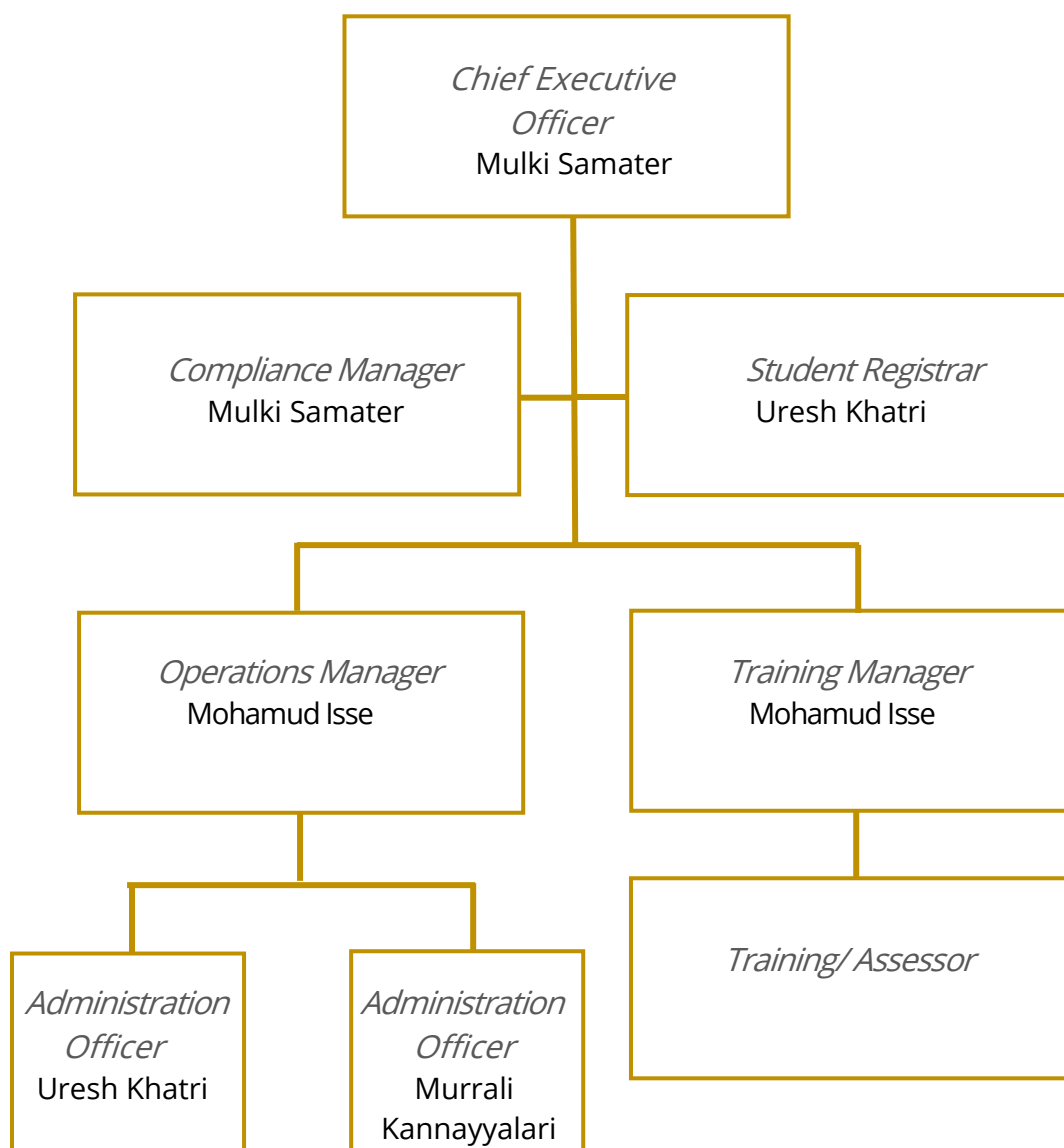 Chief Executive
Officer
Mulki Samater
Compliance Manager
Mulki Samater
Student Registrar
Uresh Khatri
Operations Manager
Mohamud Isse
Training Manager
Mohamud Isse
Training/ Assessor
Administration
Officer
Uresh Khatri
Administration
Officer
Murrali
Kannayyalari